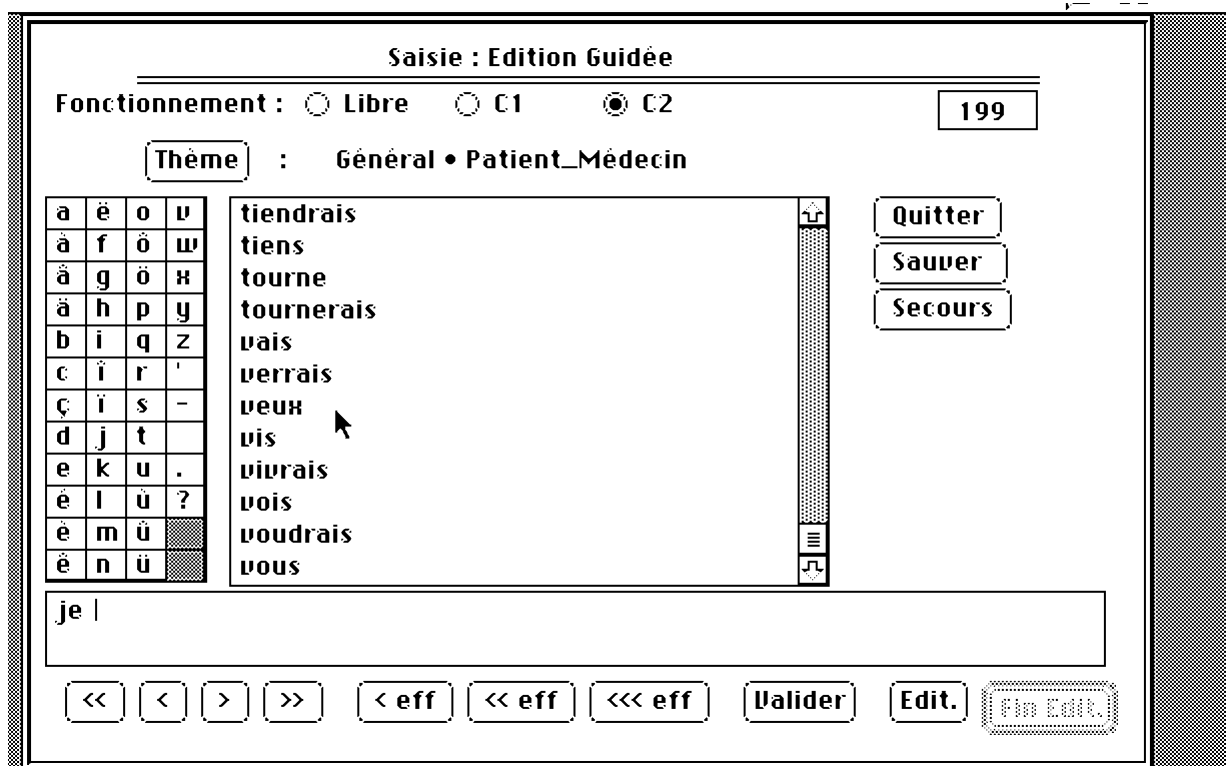 Saisie : Edition Guidée
Fonctionnement : Libre C1 C2
199
Thème : Général • Patient_Médecin
a ë o v
à f ô w
â g ö x
ä h p y
b i q z
c î r '
ç ï s -
d j t
e k u .
é l ù ?
è m û
ê n ü
tiendrais
tiens
tourne
tournerais
vais
verrais
veux
vis
vivrais
vois
voudrais
vous
Quitter
Sauver
Secours
je
<< < > >> < eff << eff <<< eff Valider Edit. Fin Edit.